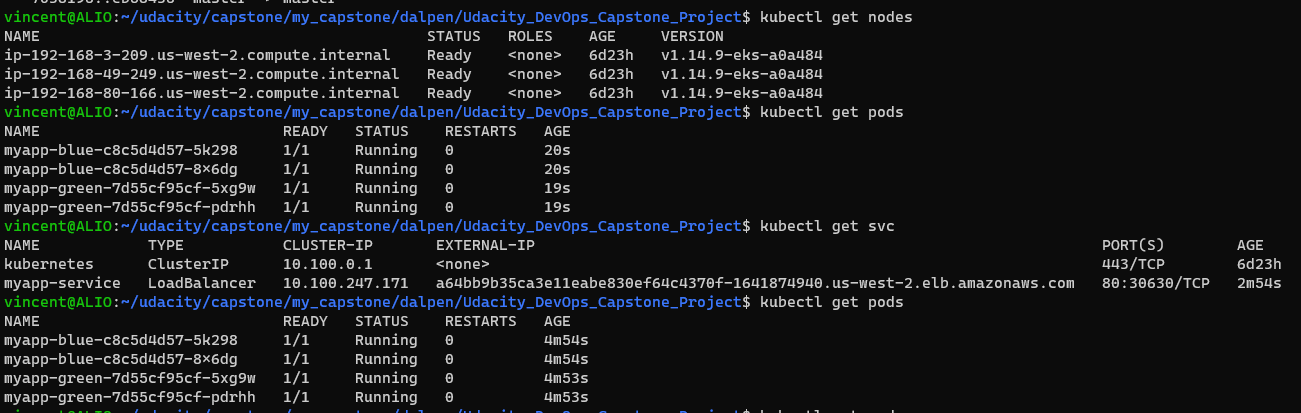 vincent@ALIO:~/udacity/capstone/my_capstone/dalpen/Udacity_DevOps_Capstone_Project$ kubectl get nodes
NAME STATUS ROLES AGE VERSION
ip-192-168-3-209.us-west-2.compute.internal Ready <none> 6d23h v1.14.9-eks-a0a484
ip-192-168-49-249.us-west-2.compute.internal Ready <none> 6d23h v1.14.9-eks-a0a484
ip-192-168-80-166.us-west-2.compute.internal Ready <none> 6d23h v1.14.9-eks-a0a484
vincent@ALIO:~/udacity/capstone/my_capstone/dalpen/Udacity_DevOps_Capstone_Project$ kubectl get pods
NAME READY STATUS RESTARTS AGE
myapp-blue-c8c5d4d57-5k298 1/1 Running 0 20s
myapp-blue-c8c5d4d57-8×6dg 1/1 Running 0 20s
myapp-green-7d55cf95cf-5xg9w 1/1 Running 0 19s
myapp-green-7d55cf95cf-pdrhh 1/1 Running 0 19s
vincent@ALIO:~/udacity/capstone/my_capstone/dalpen/Udacity_DevOps_Capstone_Project$ kubectl get svc
NAME TYPE CLUSTER-IP EXTERNAL-IP PORT(S) AGE
kubernetes ClusterIP 10.100.0.1 <none> 443/TCP 6d23h
myapp-service LoadBalancer 10.100.247.171 a64bb9b35ca3e11eabe830ef64c4370f-1641874940.us-west-2.elb.amazonaws.com 80:30630/TCP 2m54s
vincent@ALIO:~/udacity/capstone/my_capstone/dalpen/Udacity_DevOps_Capstone_Project$ kubectl get pods
NAME READY STATUS RESTARTS AGE
myapp-blue-c8c5d4d57-5k298 1/1 Running 0 4m54s
myapp-blue-c8c5d4d57-8×6dg 1/1 Running 0 4m54s
myapp-green-7d55cf95cf-5xg9w 1/1 Running 0 4m53s
myapp-green-7d55cf95cf-pdrhh 1/1 Running 0 4m53s